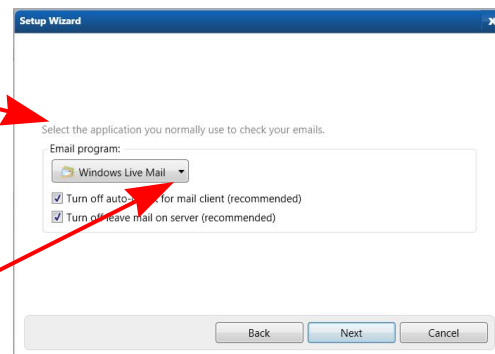 Setup Wizard
x
Select the application you normally use to check your emails.
Email program:
Windows Live Mail
Turn off auto- for mail client (recommended)
Turn off leave mail on server (recommended)
Back Next Cancel